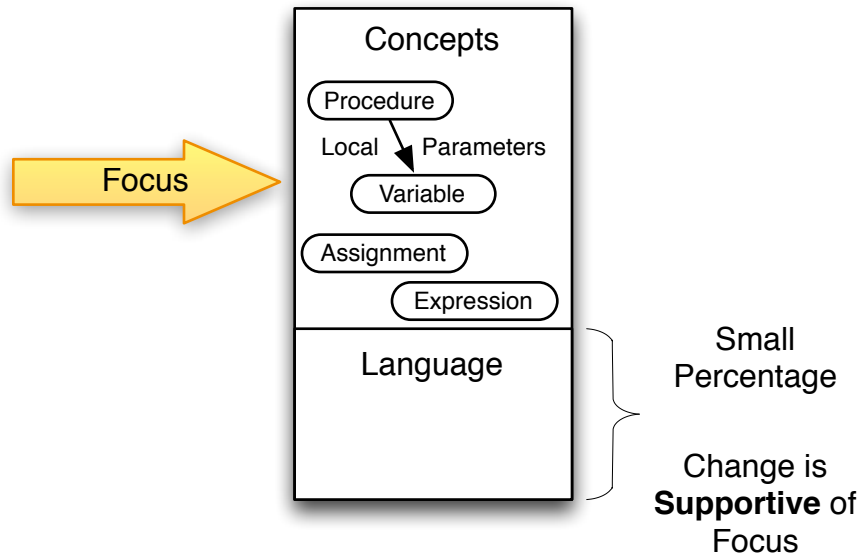 Concepts
Procedure
Local Parameters
Focus
Variable
Assignment
Expression
Language
Small
Percentage
Change is
Supportive of
Focus